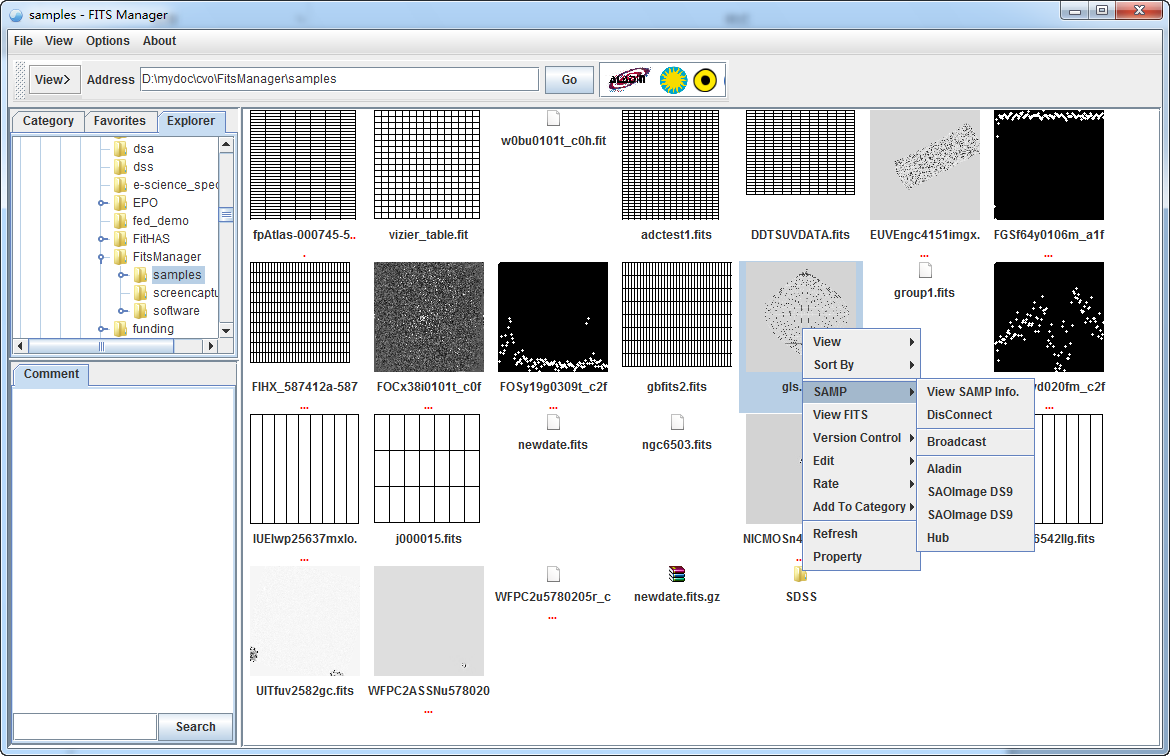 samples - FITS Manager
File View Options About
View> Address D:\mydoc\cvo\FitsManager\samples Go
Category Favorites Explorer
dsa
dss
e-science_spec
EPO
fed_demo
FitHAS
FitsManager
samples
screencaptu
software
funding
Comment
Search
fpAtlas-000745-5..
.
vizier_table.fit
w0bu0101t_c0h.fit
adctest1.fits
DDTSUVDATA.fits
EUVEngc4151imgx.
...
FGSf64y0106m_a1f
...
FIHX_587412a-587
...
FOCx38i0101t_c0f
...
FOSy19g0309t_c2f
...
gbfits2.fits
gls.
group1.fits
vd020fm_c2f
...
IUElwp25637mxlo.
...
j000015.fits
newdate.fits
ngc6503.fits
NICMOSn4
..
6542llg.fits
UITfuv2582gc.fits
WFPC2ASSNu578020
...
WFPC2u5780205r_c
...
newdate.fits.gz
SDSS
View
Sort By
SAMP
View FITS
Version Control
Edit
Rate
Add To Category
Refresh
Property
View SAMP Info.
DisConnect
Broadcast
Aladin
SAOImage DS9
SAOImage DS9
Hub